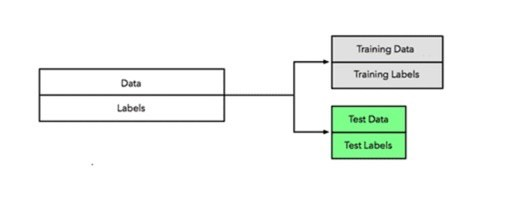 Data
Labels
Training Data
Training Labels
Test Data
Test Labels